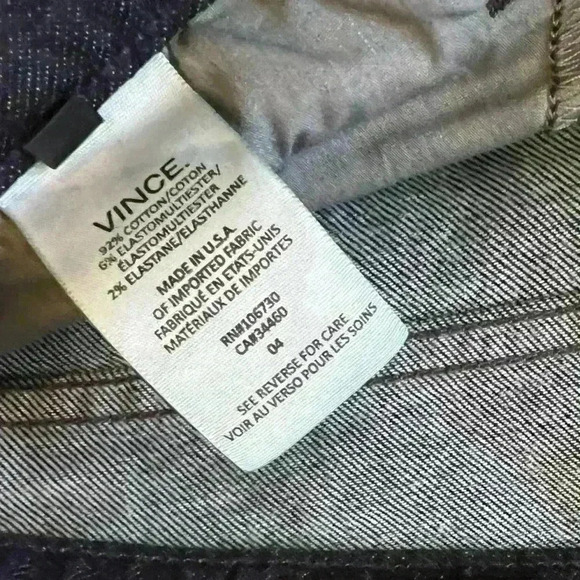 VINCE™
92% COTTON/COTON
6% ELASTOMULTIESTER/
ÉLASTOMULTIESTER
2% ELASTANE/ÉLASTHANNE
MADE IN U.S.A.
OF IMPORTED FABRIC
FABRIQUÉ EN ÉTATS-UNIS
MATÉRIAUX DE IMPORTÉS
RN#106730
CA#34460
04
SEE REVERSE FOR CARE
VOIR AU VERSO POUR LES SOINS